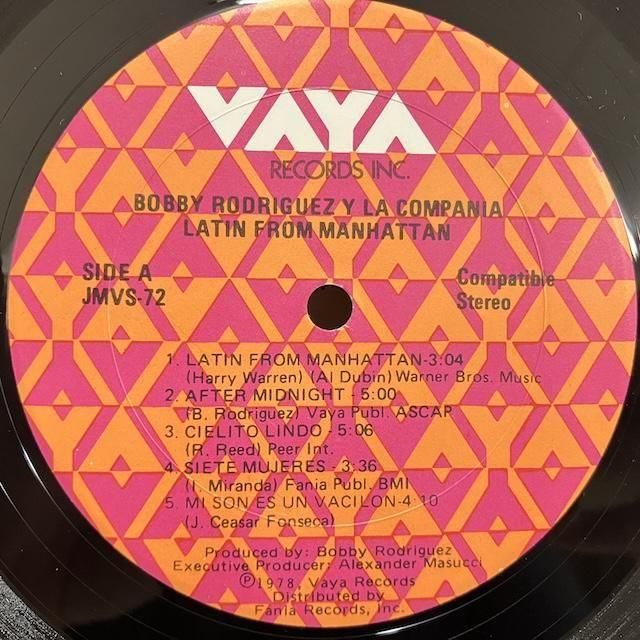 VAYA
RECORDS INC.
BOBBY RODRIGUEZ Y LA COMPANIA
LATIN FROM MANHATTAN
SIDE A
JMVS-72
Compatible
Stereo
1. LATIN FROM MANHATTAN-3:04
(Harry Warren) (Al Dubin) Warner Bros. Music
2. AFTER MIDNIGHT - 5:00
(B. Rodriguez) Vaya Publ. ASCAP
3. CIELITO LINDO - 5:06
(R. Reed) Peer Int.
4. SIETE MUJERES - 3:36
(I. Miranda) Fania Publ. BMI
5. MI SON ES UN VACILON-4:10
(J. Ceasar Fonseca)
Produced by: Bobby Rodriguez
Executive Producer: Alexander Masucci
℗1978, Vaya Records
Distributed by
Fania Records, Inc.